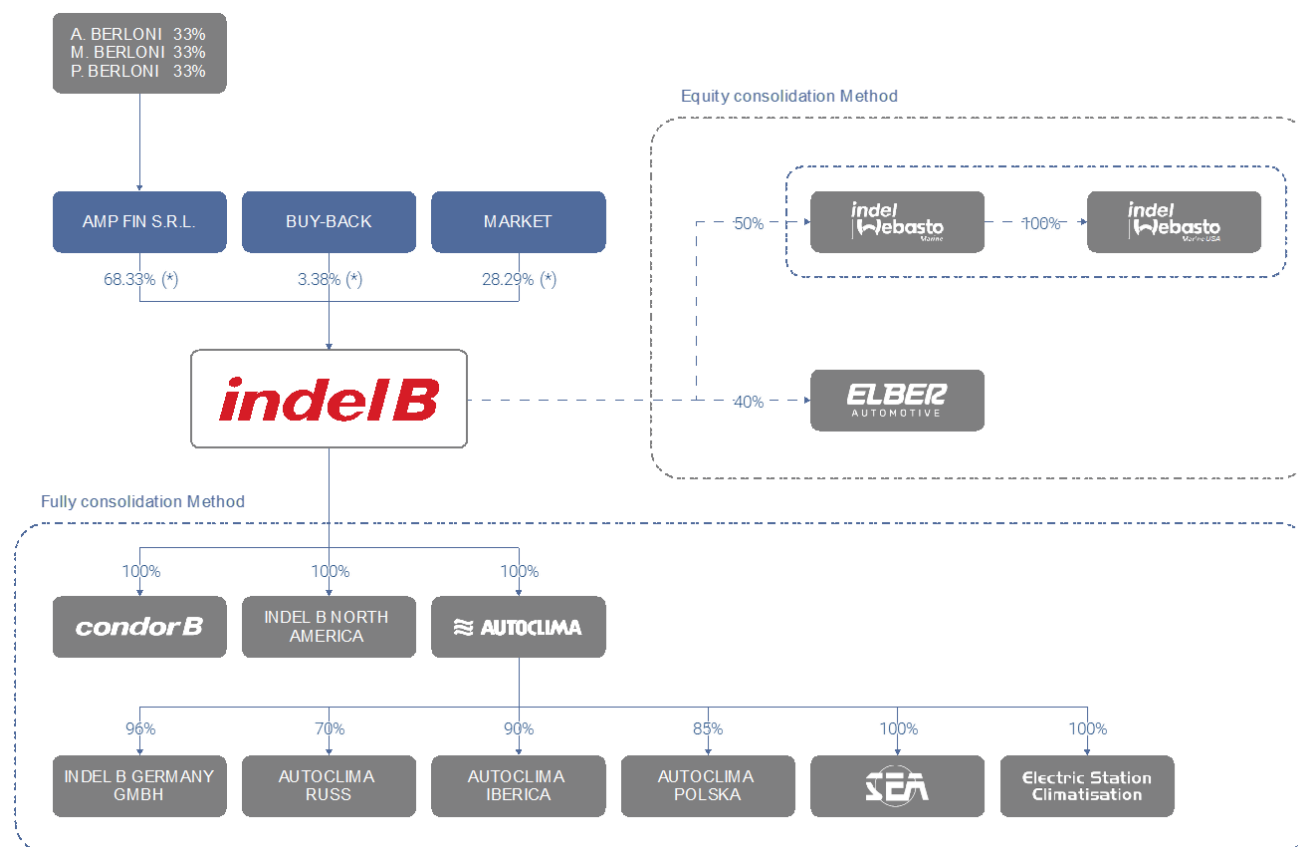 A. BERLONI 33%
M. BERLONI 33%
P. BERLONI 33%
Equity consolidation Method
AMP FIN S.R.L.
BUY-BACK
MARKET
68.33% (*)
3.38% (*)
28.29% (*)
50%
indel
Webasto
Marine
100%
indel
Webasto
Marine USA
indel B
40%
ELBER
AUTOMOTIVE
Fully consolidation Method
100%
100%
100%
condor B
INDEL B NORTH
AMERICA
AUTOCLIMA
96%
70%
90%
85%
100%
100%
INDEL B GERMANY
GMBH
AUTOCLIMA
RUSS
AUTOCLIMA
IBERICA
AUTOCLIMA
POLSKA
SEA
Electric Station
Climatisation